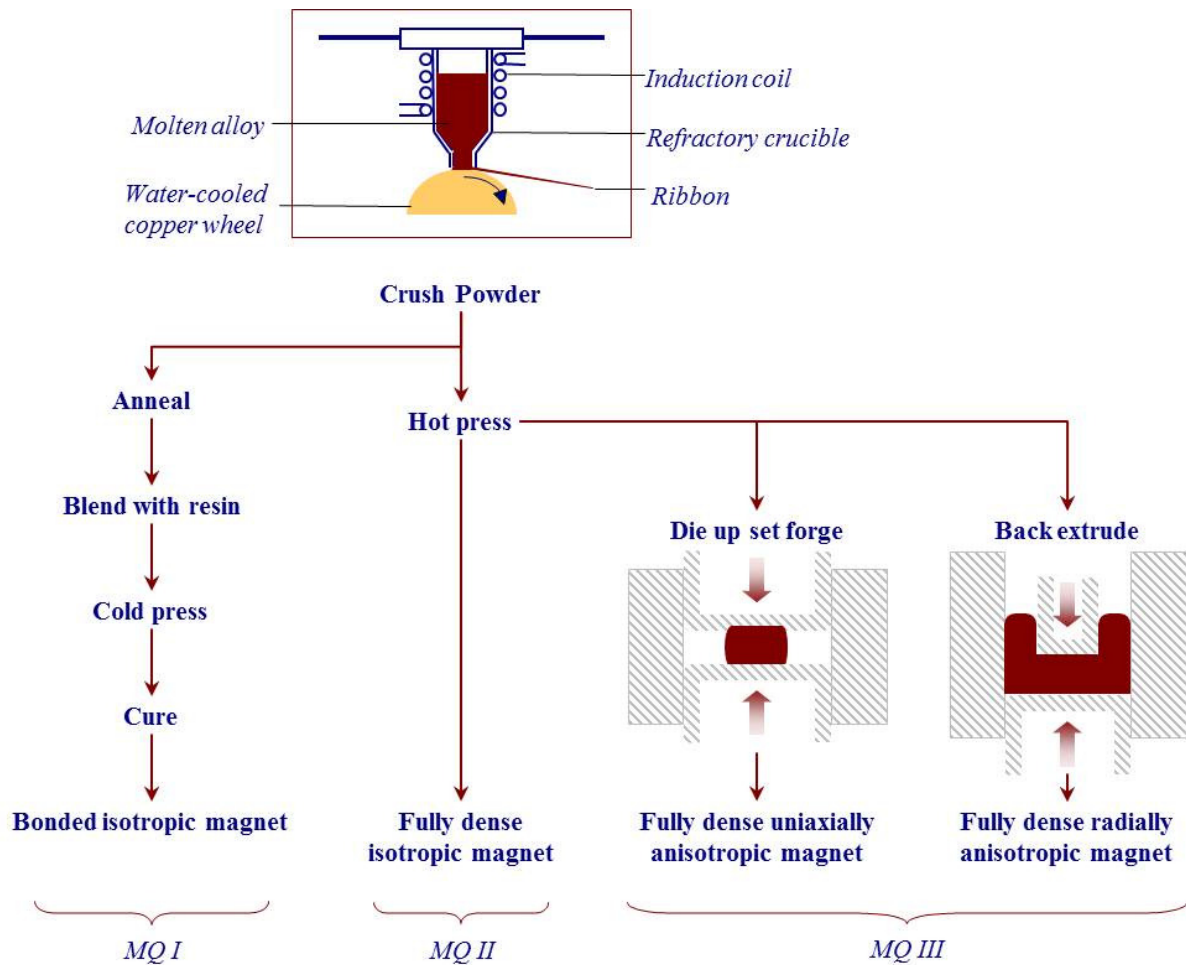 Induction coil
Molten alloy
Refractory crucible
Water-cooled
copper wheel
Ribbon
Crush Powder
Anneal
Hot press
Blend with resin
Die up set forge
Back extrude
Cold press
Cure
Bonded isotropic magnet
Fully dense
isotropic magnet
Fully dense uniaxially
anisotropic magnet
Fully dense radially
anisotropic magnet
MQ I
MQ II
MQ III